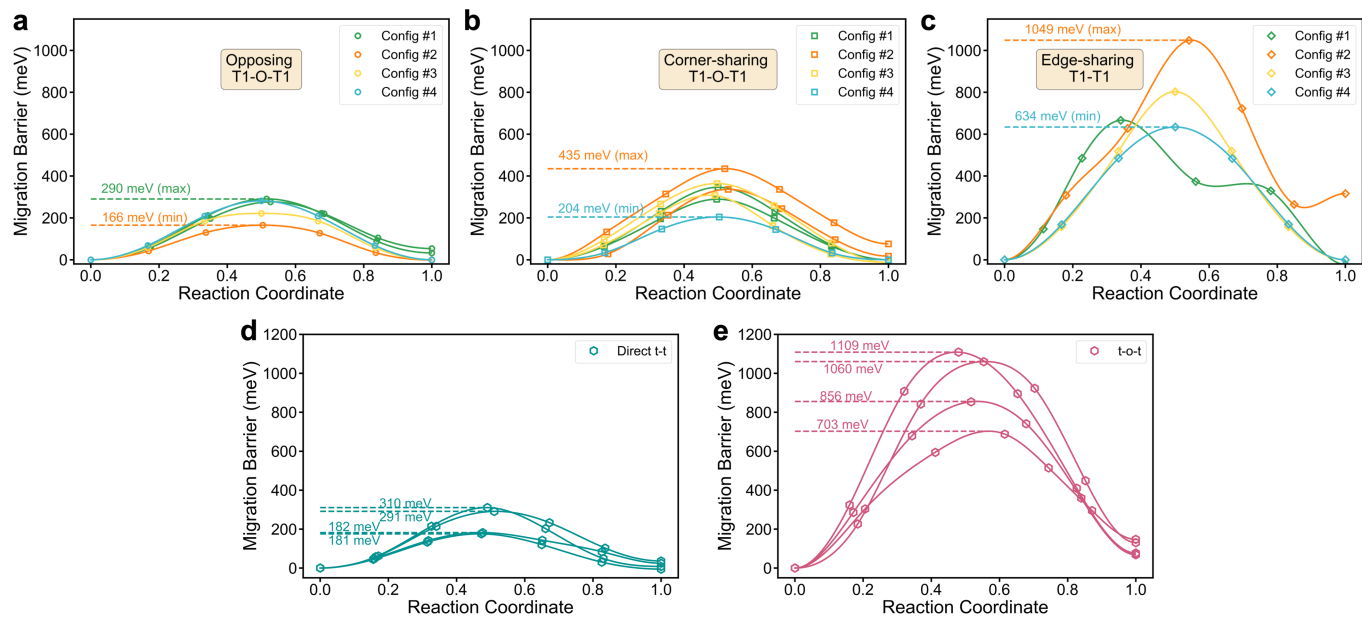 a
Migration Barrier (meV)
1000
800
600
400
200
0
Opposing
T1-O-T1
Config #1
Config #2
Config #3
Config #4
290 meV (max)
166 meV (min)
0.0 0.2 0.4 0.6 0.8 1.0
Reaction Coordinate
b
Migration Barrier (meV)
1000
800
600
400
200
0
Corner-sharing
T1-O-T1
Config #1
Config #2
Config #3
Config #4
435 meV (max)
204 meV (min)
0.0 0.2 0.4 0.6 0.8 1.0
Reaction Coordinate
c
Migration Barrier (meV)
1000
800
600
400
200
0
1049 meV (max)
Edge-sharing
T1-T1
Config #1
Config #2
Config #3
Config #4
634 meV (min)
0.0 0.2 0.4 0.6 0.8 1.0
Reaction Coordinate
d
Migration Barrier (meV)
1200
1000
800
600
400
200
0
Direct t-t
310 meV
291 meV
182 meV
181 meV
0.0 0.2 0.4 0.6 0.8 1.0
Reaction Coordinate
e
Migration Barrier (meV)
1200
1000
800
600
400
200
0
t-o-t
1109 meV
1060 meV
856 meV
703 meV
0.0 0.2 0.4 0.6 0.8 1.0
Reaction Coordinate